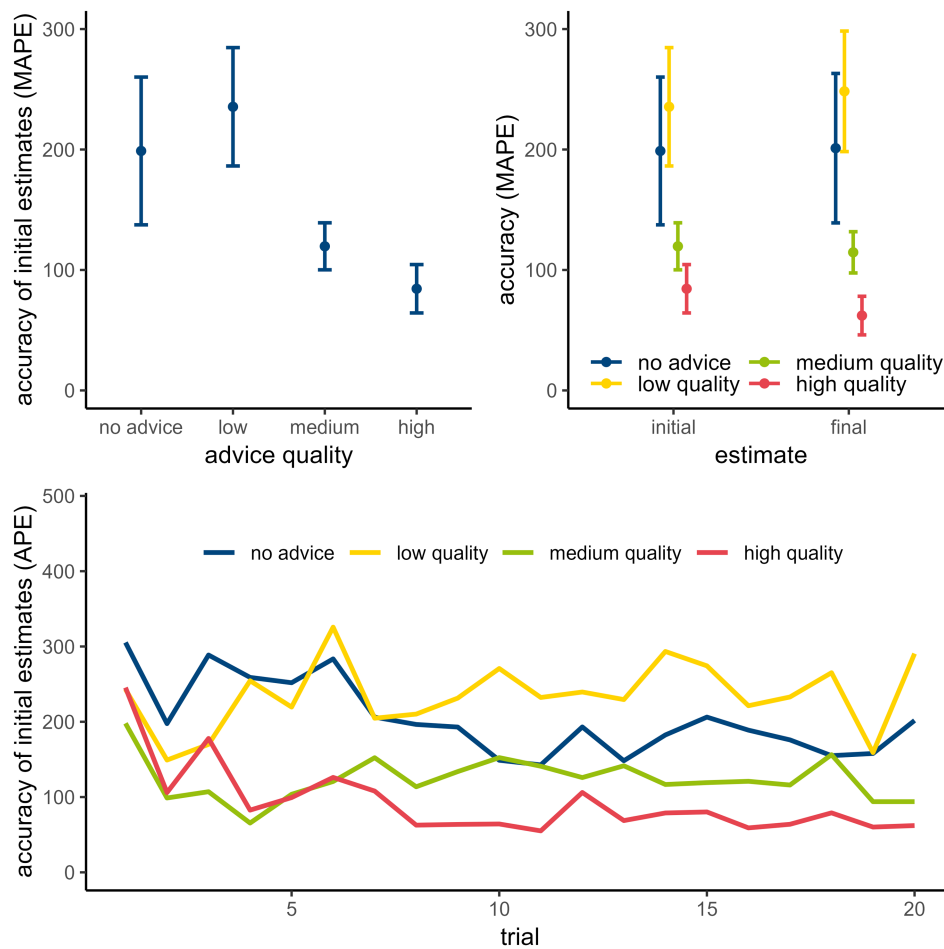 accuracy of initial estimates (MAPE)
300
200
100
0
no advice low medium high
advice quality
accuracy (MAPE)
300
200
100
0
no advice medium quality
low quality high quality
initial final
estimate
accuracy of initial estimates (APE)
500
400
300
200
100
0
no advice low quality medium quality high quality
5 10 15 20
trial